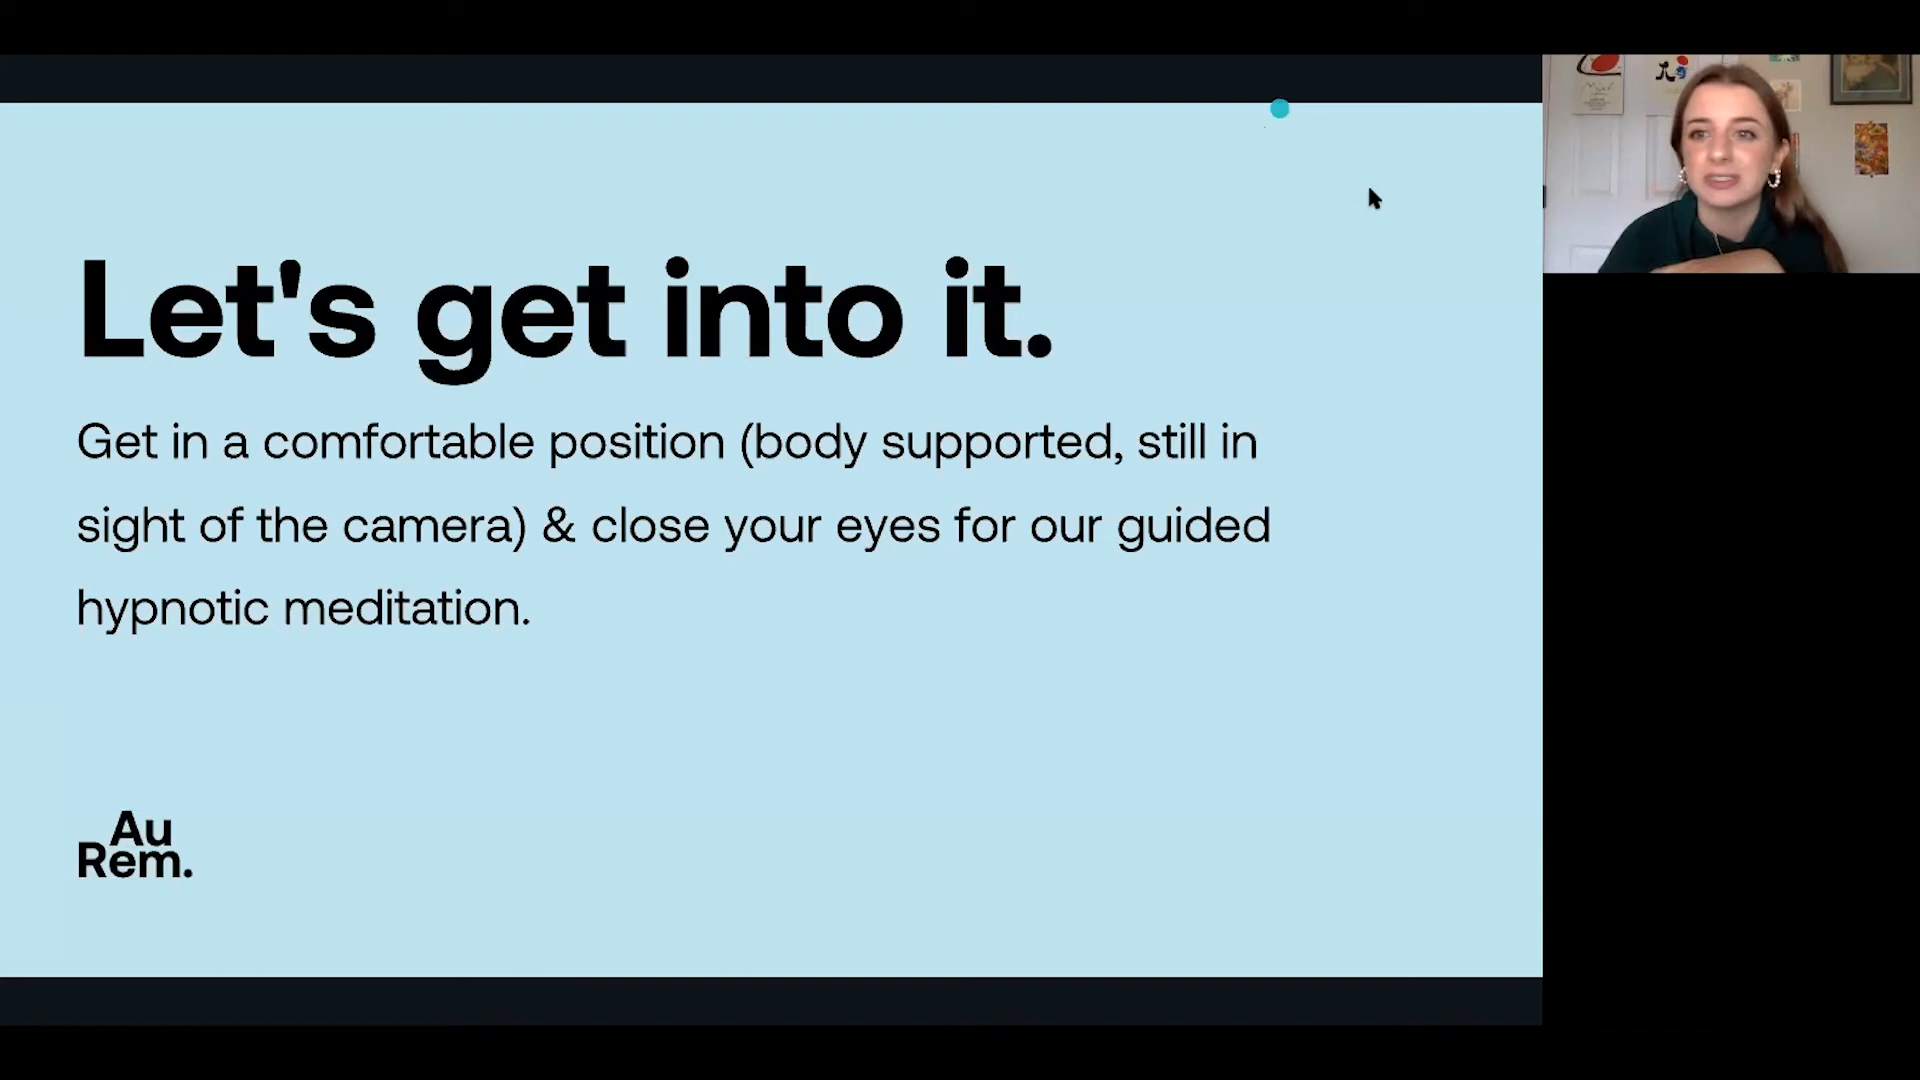 Let's get into it.
Get in a comfortable position (body supported, still in
sight of the camera) & close your eyes for our guided
hypnotic meditation.
Au
Rem.